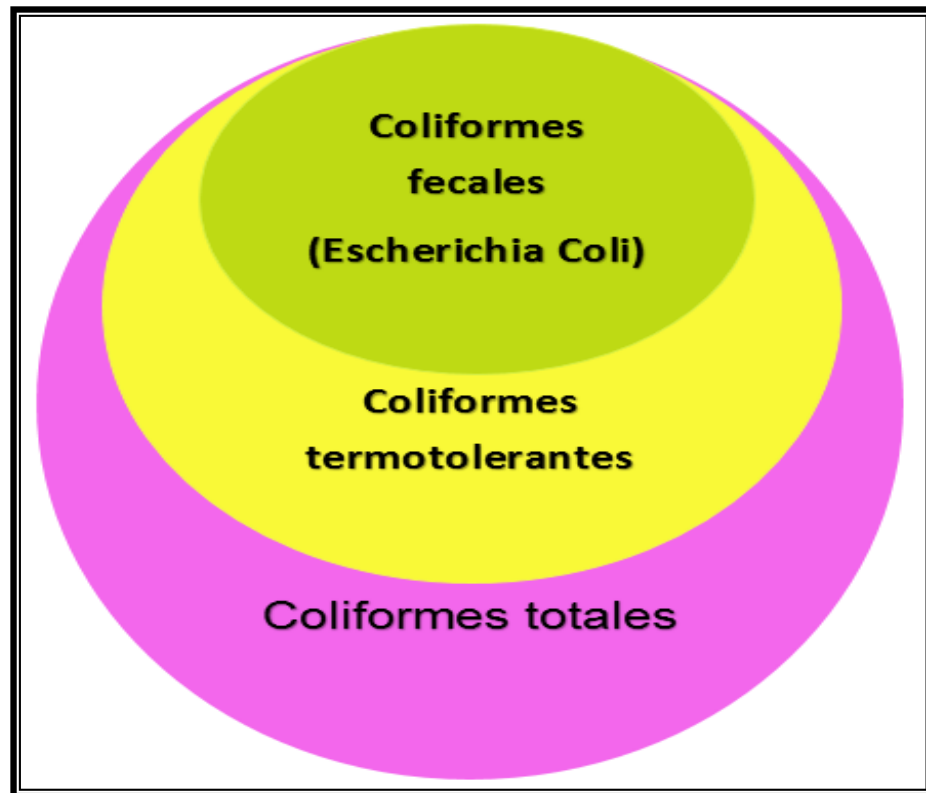 Coliformes
fecales
(Escherichia Coli)
Coliformes
termotolerantes
Coliformes totales